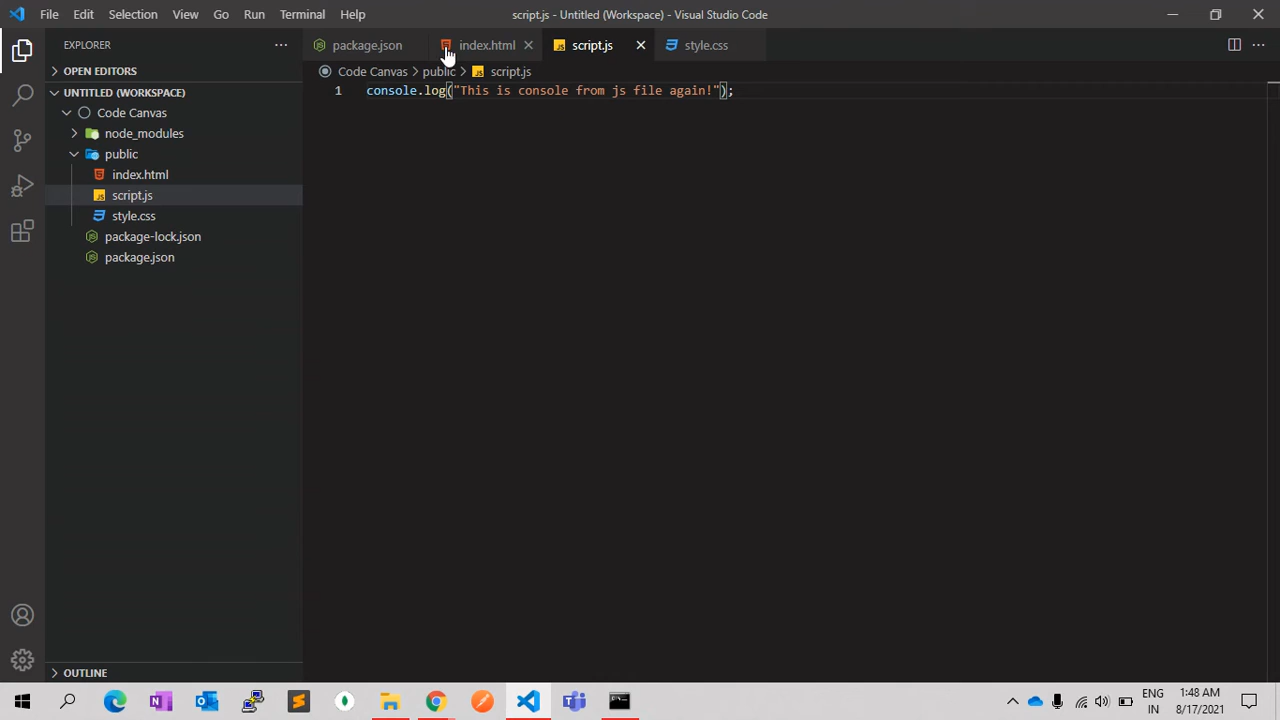 File Edit Selection View Go Run Terminal Help script.js - Untitled (Workspace) - Visual Studio Code
EXPLORER
package.json index.html script.js style.css
OPEN EDITORS
Code Canvas > public > script.js
UNTITLED (WORKSPACE)
1 console.log("This is console from js file again!");
Code Canvas
node_modules
public
index.html
script.js
style.css
package-lock.json
package.json
OUTLINE
ENG 1:48 AM
IN 8/17/2021